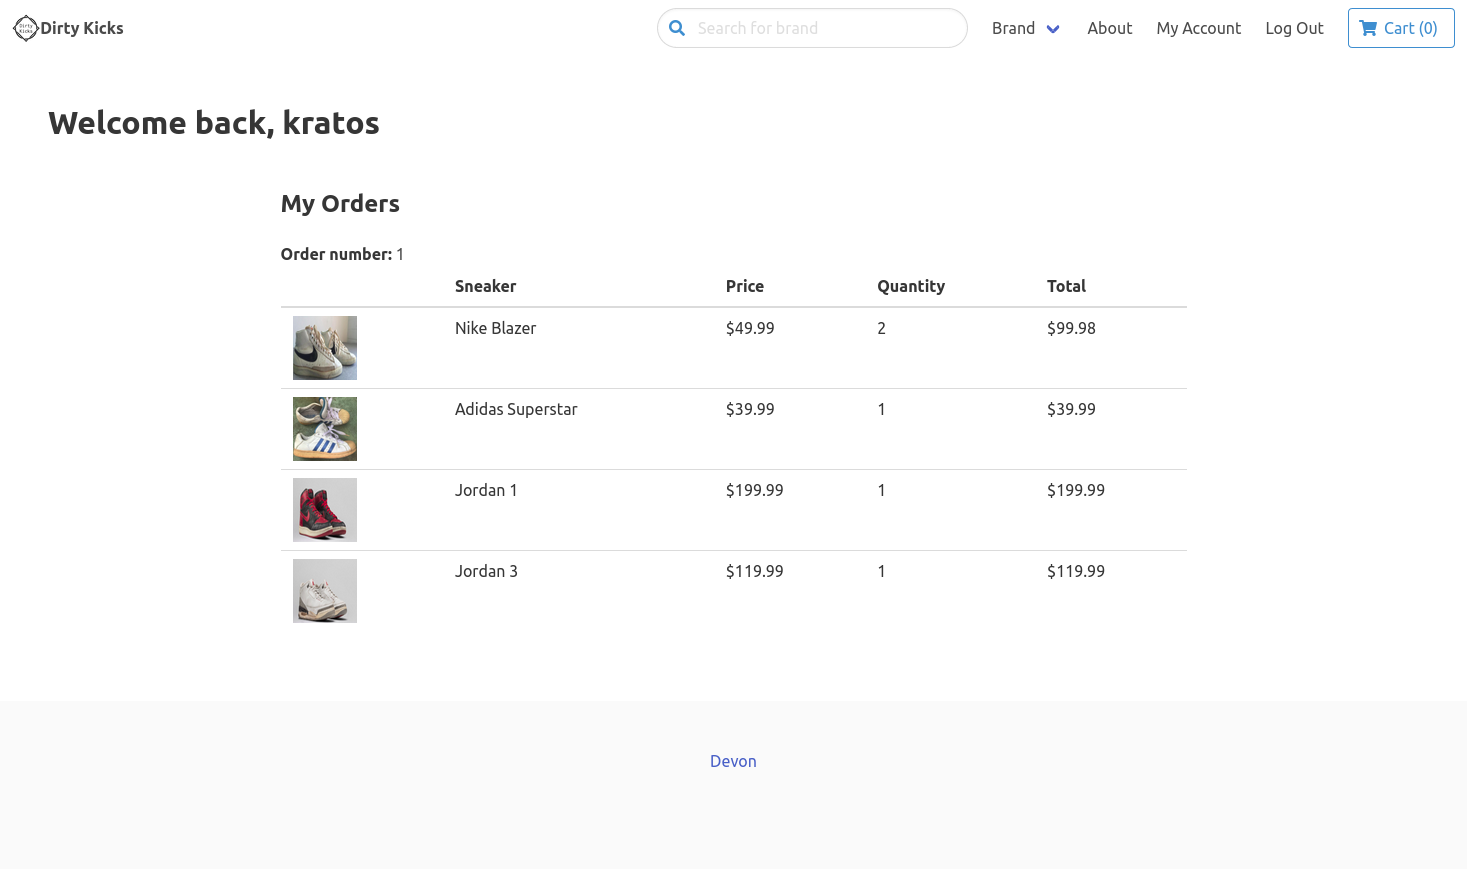 Dirty Kicks
Dirty Kicks
Search for brand
Brand
About
My Account
Log Out
Cart (0)
Welcome back, kratos
My Orders
Order number: 1
Sneaker Price Quantity Total
Nike Blazer $49.99 2 $99.98
Adidas Superstar $39.99 1 $39.99
Jordan 1 $199.99 1 $199.99
Jordan 3 $119.99 1 $119.99
Devon